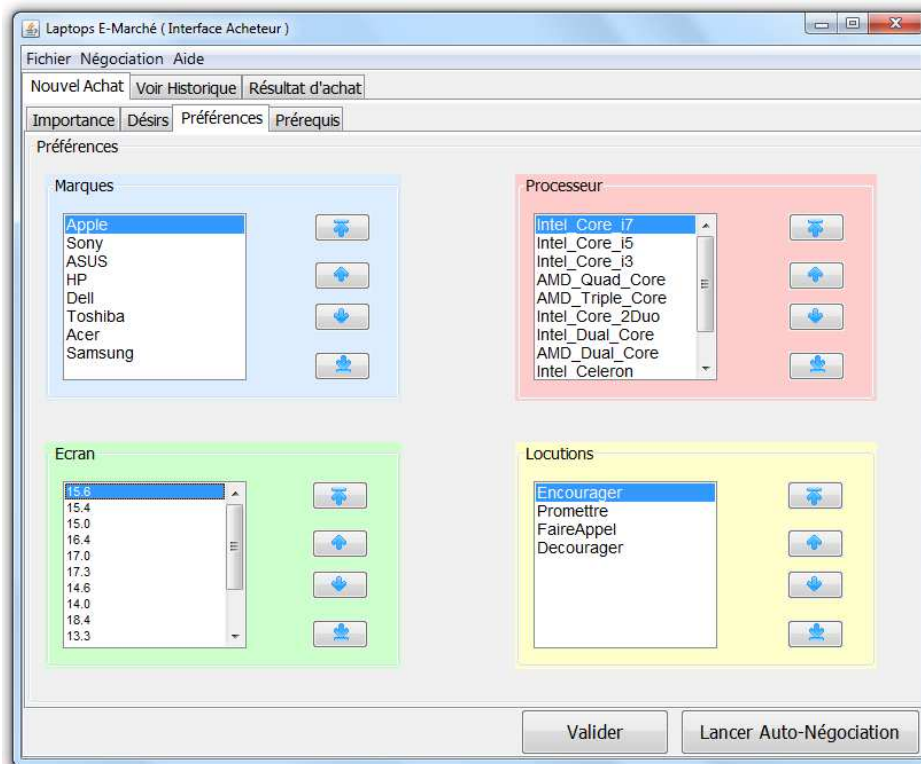 Laptops E-Marché ( Interface Acheteur )
Fichier Négociation Aide
Nouvel Achat Voir Historique Résultat d'achat
Importance Désirs Préférences Prérequis
Préférences
Marques
Apple
Sony
ASUS
HP
Dell
Toshiba
Acer
Samsung
Processeur
Intel_Core_i7
Intel_Core_i5
Intel_Core_i3
AMD_Quad_Core
AMD_Triple_Core
Intel_Core_2Duo
Intel_Dual_Core
AMD_Dual_Core
Intel_Celeron
Ecran
15.6
15.4
15.0
16.4
17.0
17.3
14.6
14.0
18.4
13.3
Locutions
Encourager
Promettre
FaireAppel
Decourager
Valider Lancer Auto-Négociation